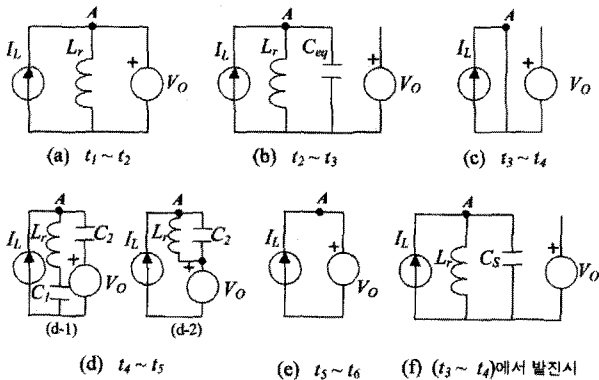 A A A
I_L L_r + V_O I_L L_r C_eq + V_O I_L + V_O
(a) t_1 ~ t_2 (b) t_2 ~ t_3 (c) t_3 ~ t_4
A A A A
I_L L_r C_2 + V_O C_1 I_L L_r C_2 + V_O I_L + V_O I_L L_r C_S + V_O
(d-1) (d-2)
(d) t_4 ~ t_5 (e) t_5 ~ t_6 (f) (t_3 ~ t_4)에서 발진시